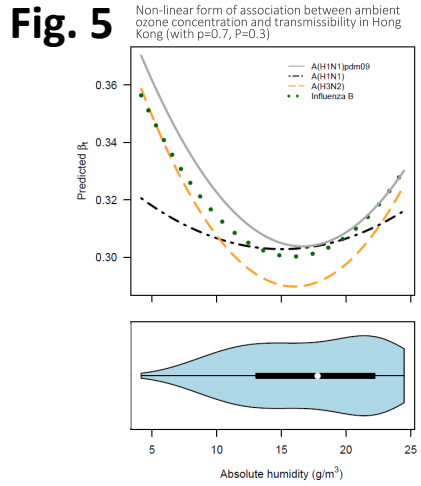 Fig. 5
Non-linear form of association between ambient
ozone concentration and transmissibility in Hong
Kong (with p=0.7, P=0.3)
A(H1N1)pdm09
A(H1N1)
A(H3N2)
Influenza B
Predicted β̂t
0.36
0.34
0.32
0.30
5
10
15
20
25
Absolute humidity (g/m³)